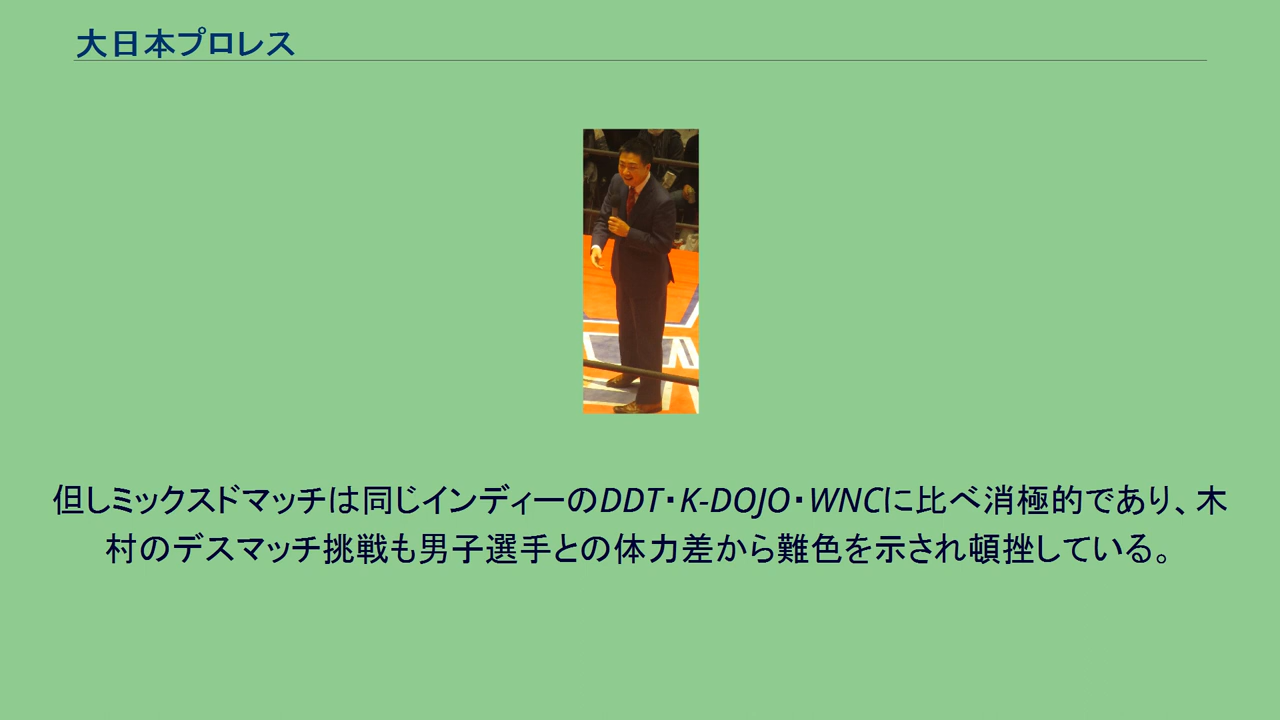 大日本プロレス
但しミックスドマッチは同じインディーのDDT・K-DOJO・WNCに比べ消極的であり、木
村のデスマッチ挑戦も男子選手との体力差から難色を示され頓挫している。